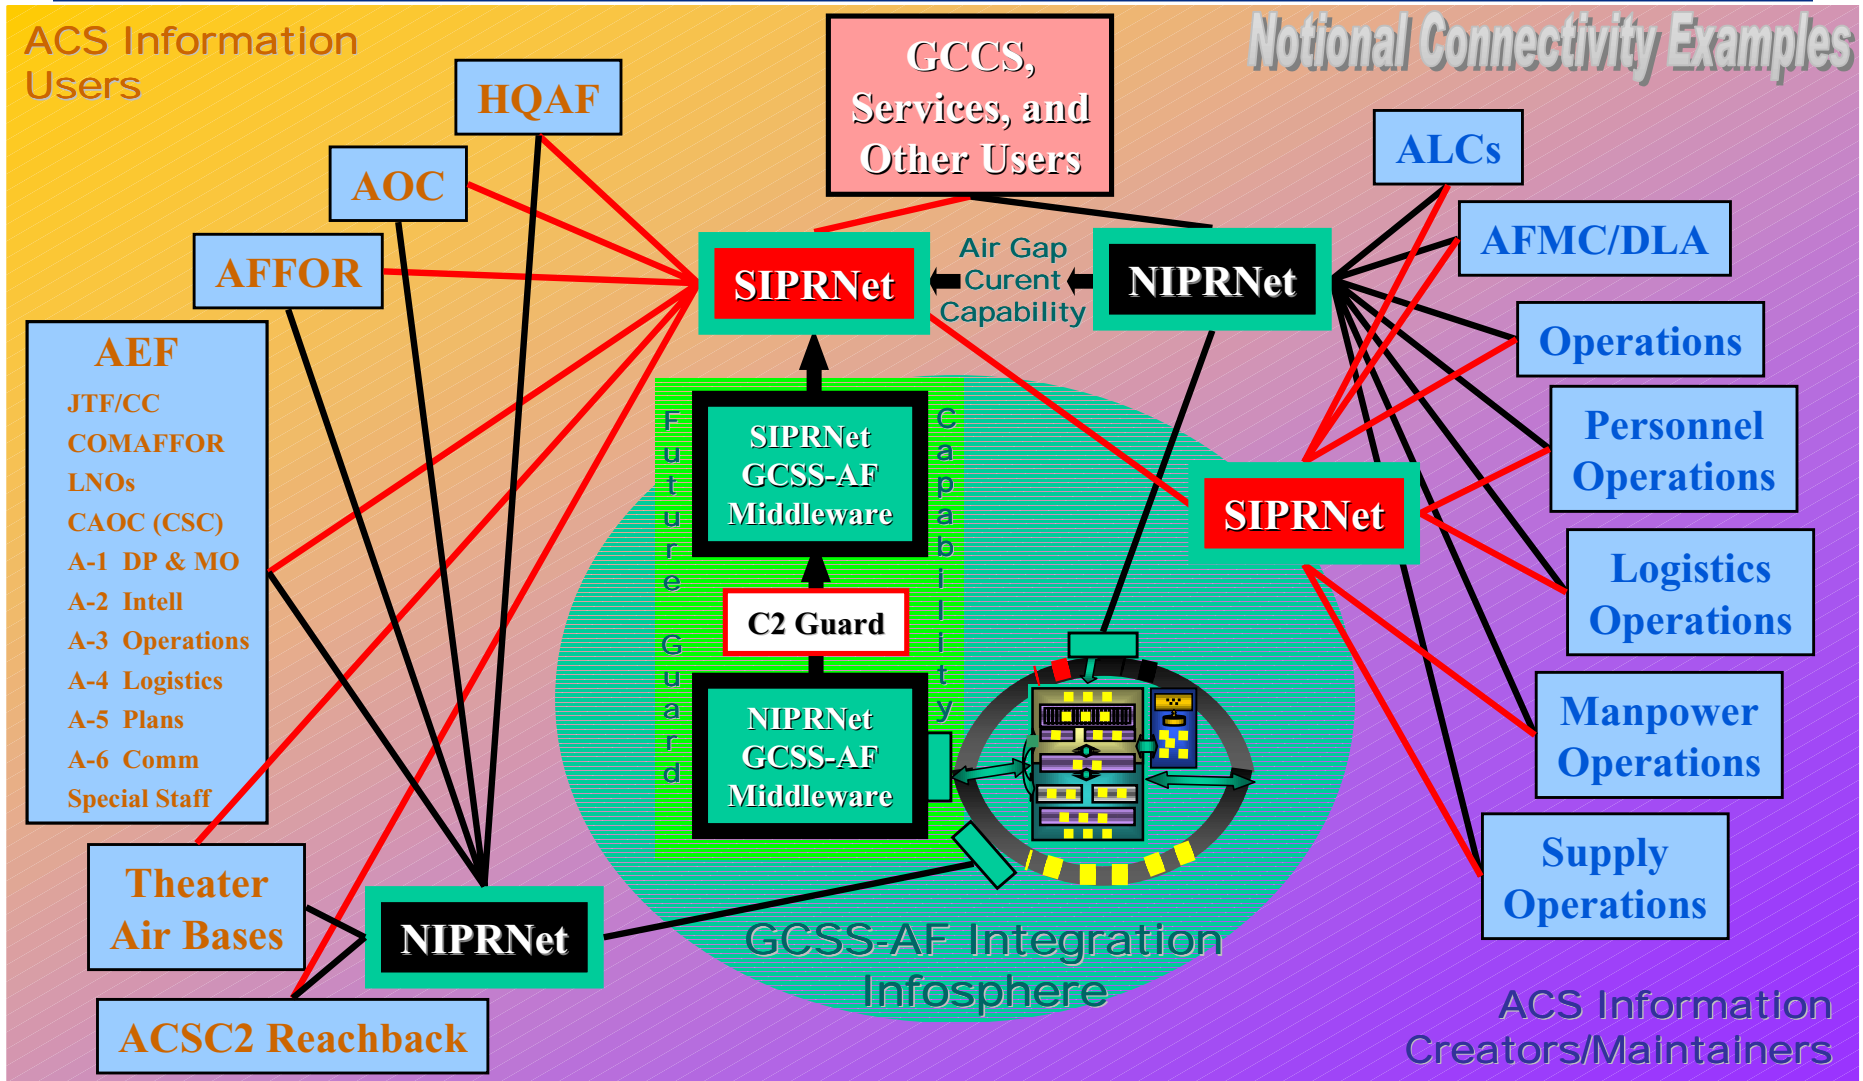 ACS Information
Users
Notional Connectivity Examples
GCCS,
Services, and
Other Users
HQAF
AOC
AFFOR
AEF
JTF/CC
COMAFFOR
LNOs
CAOC (CSC)
A-1 DP & MO
A-2 Intell
A-3 Operations
A-4 Logistics
A-5 Plans
A-6 Comm
Special Staff
Theater
Air Bases
ACSC2 Reachback
NIPRNet
SIPRNet
Air Gap
Curent
Capability
NIPRNet
Future Guard
Capability
SIPRNet
GCSS-AF
Middleware
C2 Guard
NIPRNet
GCSS-AF
Middleware
SIPRNet
ALCs
AFMC/DLA
Operations
Personnel
Operations
Logistics
Operations
Manpower
Operations
Supply
Operations
GCSS-AF Integration
Infosphere
ACS Information
Creators/Maintainers